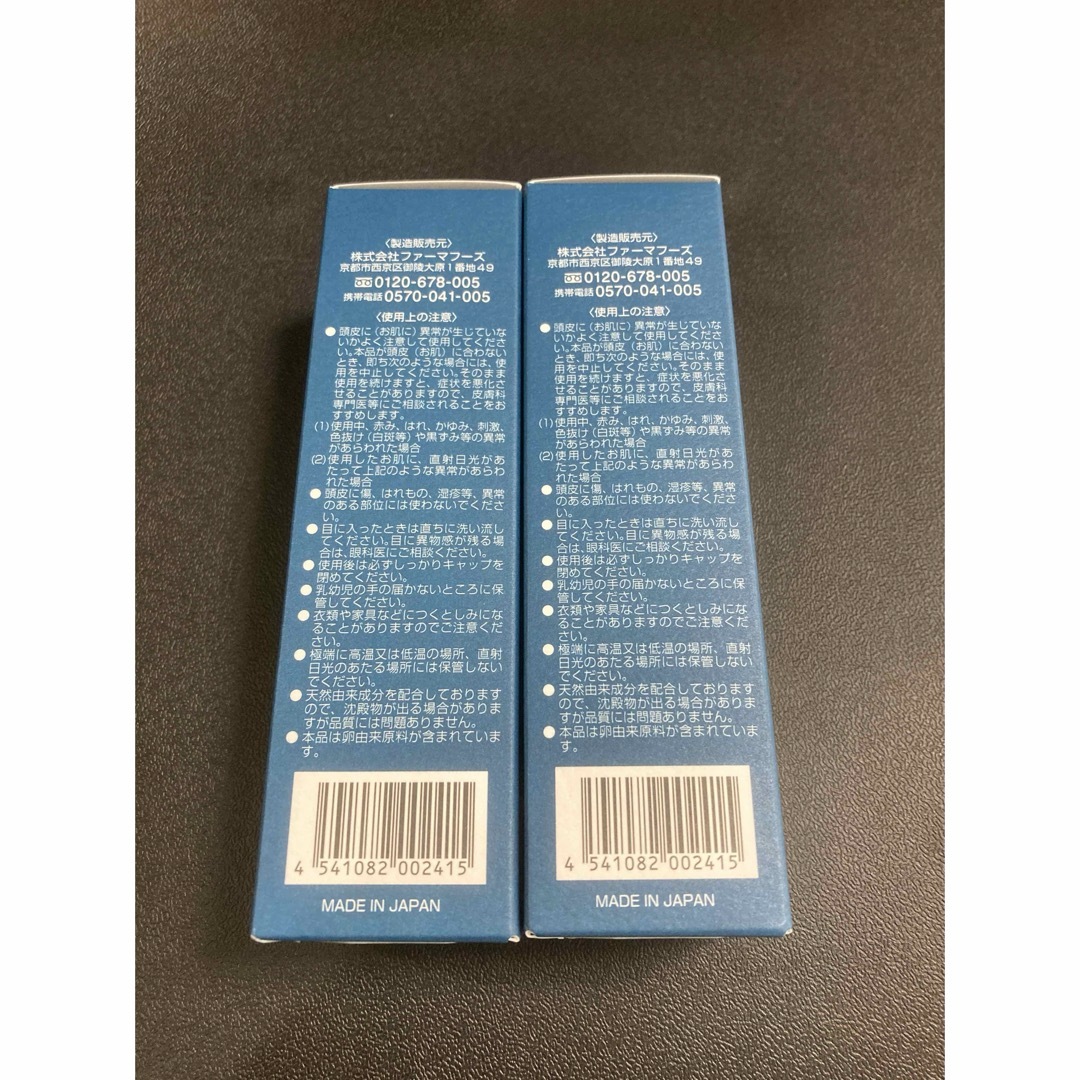 〈製造販売元〉
株式会社ファーマフーズ
京都市西京区御陵大原1番地49
0120-678-005
携帯電話 0570-041-005
〈使用上の注意〉
● 頭皮に(お肌に)異常が生じていな
いかよく注意して使用してくださ
い。本品が頭皮(お肌)に合わない
とき、即ち次のような場合には、使
用を中止してください。そのまま
使用を続けますと、症状を悪化さ
せることがありますので、皮膚科
専門医等にご相談されることをお
すすめします。
(1)使用中、赤み、はれ、かゆみ、刺激、
色抜け(白斑等)や黒ずみ等の異常
があらわれた場合
(2)使用したお肌に、直射日光があ
たって上記のような異常があらわ
れた場合
● 頭皮に傷、はれもの、湿疹等、異常
のある部位には使わないでくださ
い。
● 目に入ったときは直ちに洗い流し
てください。目に異物感が残る場
合は、眼科医にご相談ください。
● 使用後は必ずしっかりキャップを
閉めてください。
● 乳幼児の手の届かないところに保
管してください。
● 衣類や家具などにつくとしみにな
ることがありますのでご注意くだ
さい。
● 極端に高温又は低温の場所、直射
日光のあたる場所には保管しない
でください。
● 天然由来成分を配合しております
ので、沈殿物が出る場合がありま
すが品質には問題ありません。
● 本品は卵由来原料が含まれていま
す。
4 541082 002415
MADE IN JAPAN
〈製造販売元〉
株式会社ファーマフーズ
京都市西京区御陵大原1番地49
0120-678-005
携帯電話 0570-041-005
〈使用上の注意〉
● 頭皮に(お肌に)異常が生じていな
いかよく注意して使用してくださ
い。本品が頭皮(お肌)に合わない
とき、即ち次のような場合には、使
用を中止してください。そのまま
使用を続けますと、症状を悪化さ
せることがありますので、皮膚科
専門医等にご相談されることをお
すすめします。
(1)使用中、赤み、はれ、かゆみ、刺激、
色抜け(白斑等)や黒ずみ等の異常
があらわれた場合
(2)使用したお肌に、直射日光があ
たって上記のような異常があらわ
れた場合
● 頭皮に傷、はれもの、湿疹等、異常
のある部位には使わないでくださ
い。
● 目に入ったときは直ちに洗い流し
てください。目に異物感が残る場
合は、眼科医にご相談ください。
● 使用後は必ずしっかりキャップを
閉めてください。
● 乳幼児の手の届かないところに保
管してください。
● 衣類や家具などにつくとしみにな
ることがありますのでご注意くだ
さい。
● 極端に高温又は低温の場所、直射
日光のあたる場所には保管しない
でください。
● 天然由来成分を配合しております
ので、沈殿物が出る場合がありま
すが品質には問題ありません。
● 本品は卵由来原料が含まれていま
す。
4 541082 002415
MADE IN JAPAN